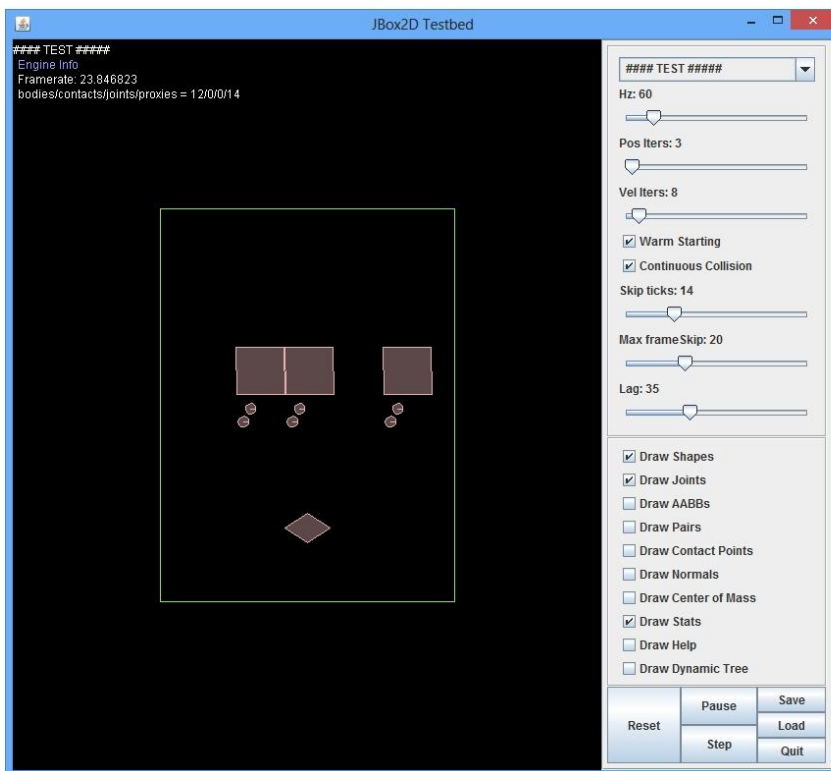 JBox2D Testbed
#### TEST #####
Engine Info
Framerate: 23.846823
bodies/contacts/joints/proxies = 12/0/0/14
#### TEST #####
Hz: 60
Pos Iters: 3
Vel Iters: 8
Warm Starting
Continuous Collision
Skip ticks: 14
Max frameSkip: 20
Lag: 35
Draw Shapes
Draw Joints
Draw AABBs
Draw Pairs
Draw Contact Points
Draw Normals
Draw Center of Mass
Draw Stats
Draw Help
Draw Dynamic Tree
Reset
Pause
Step
Save
Load
Quit